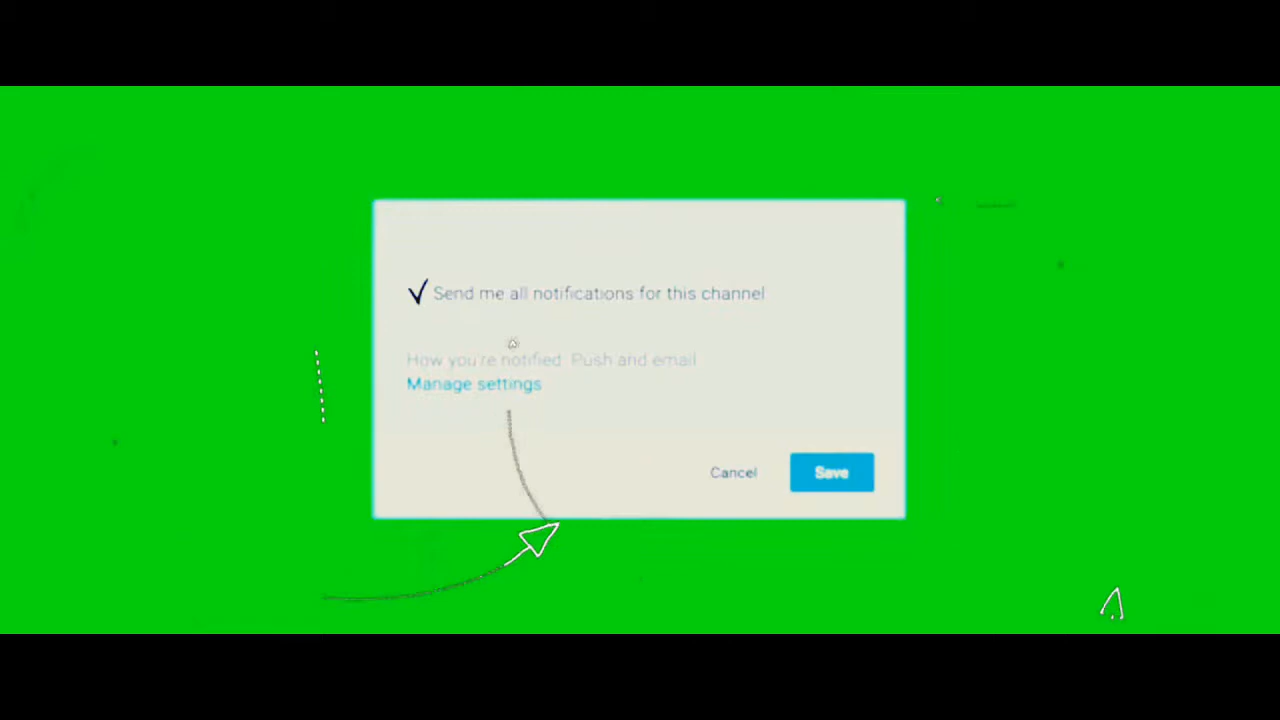 Send me all notifications for this channel
How you're notified: Push and email
Manage settings
Cancel Save